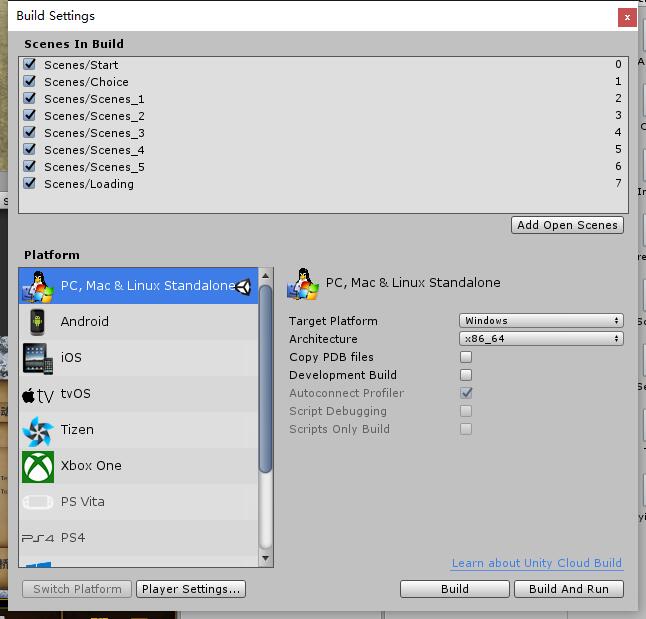 Build Settings
x
Scenes In Build
Scenes/Start 0
Scenes/Choice 1
Scenes/Scenes_1 2
Scenes/Scenes_2 3
Scenes/Scenes_3 4
Scenes/Scenes_4 5
Scenes/Scenes_5 6
Scenes/Loading 7
Add Open Scenes
Platform
PC, Mac & Linux Standalone
Android
iOS
tv tvOS
Tizen
Xbox One
PS Vita
PS4 PS4
PC, Mac & Linux Standalone
Target Platform Windows
Architecture x86_64
Copy PDB files
Development Build
Autoconnect Profiler
Script Debugging
Scripts Only Build
Learn about Unity Cloud Build
Switch Platform Player Settings... Build Build And Run